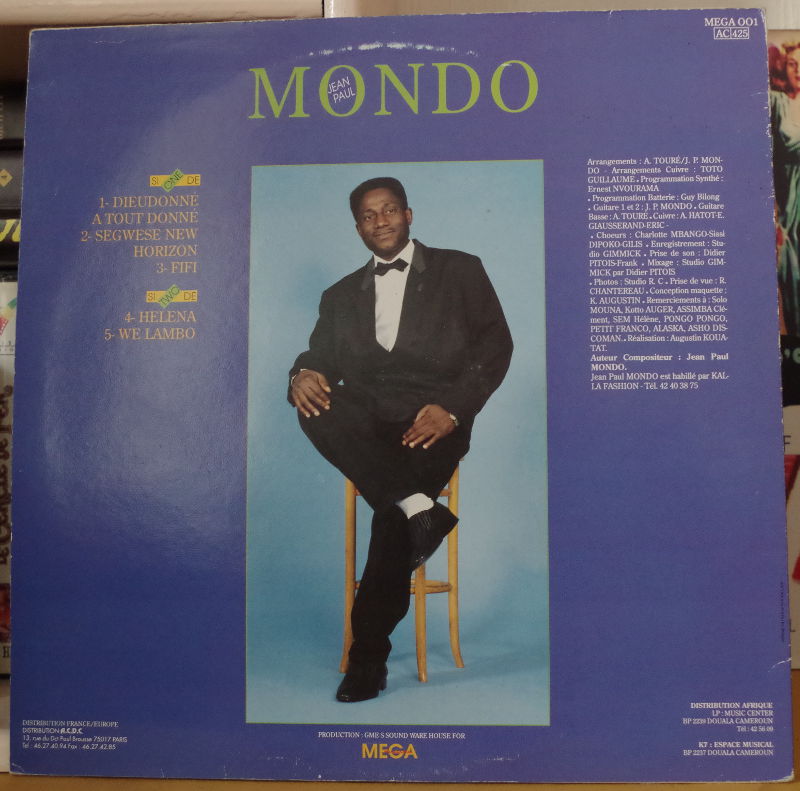 MEGA 001
AC 425
MONDO
JEAN
PAUL
SIDE ONE
1- DIEUDONNÉ
A TOUT DONNÉ
2- SEGWESE NEW
HORIZON
3- FIFI
SIDE TWO
4- HELENA
5- WE LAMBO
Arrangements : A. TOURÉ/J. P. MON-
DO - Arrangements Cuivre : TOTO
GUILLAUME • Programmation Synthé :
Ernest NVOURAMA
• Programmation Batterie : Guy Bilong
• Guitare 1 et 2 : J. P. MONDO • Guitare
Basse : A. TOURÉ • Cuivre : A. HATOT-E.
GIAUSSERAND-ERIC -
• Choeurs : Charlotte MBANGO-Sissi
DIPOKO-GILIS • Enregistrement : Stu-
dio GIMMICK • Prise de son : Didier
PITOIS-Frank • Mixage : Studio GIM-
MICK par Didier PITOIS
• Photos : Studio R. C • Prise de vue : R.
CHANTEREAU • Conception maquette :
K. AUGUSTIN • Remerciements à : Solo
MOUNA, Kotto AUGER, ASSIMBA Clé-
ment, SEM Hélène, PONGO PONGO,
PETIT FRANCO, ALASKA, ASHO DIS-
COMAN • Réalisation : Augustin KOUA-
TAT.
Auteur Compositeur : Jean Paul
MONDO.
Jean Paul MONDO est habillé par KAL-
LA FASHION - Tél. 42 40 38 75
DISTRIBUTION FRANCE/EUROPE
DISTRIBUTION A.C.D.C.
13, rue du Dct Paul Brousse 75017 PARIS
Tel : 46.27.40.94 Fax : 46.27.42.85
PRODUCTION : GME S SOUND WARE HOUSE FOR
MEGA
DISTRIBUTION AFRIQUE
LP : MUSIC CENTER
BP 2239 DOUALA CAMEROUN
Tél : 42 56 09
K7 : ESPACE MUSICAL
BP 2237 DOUALA CAMEROUN